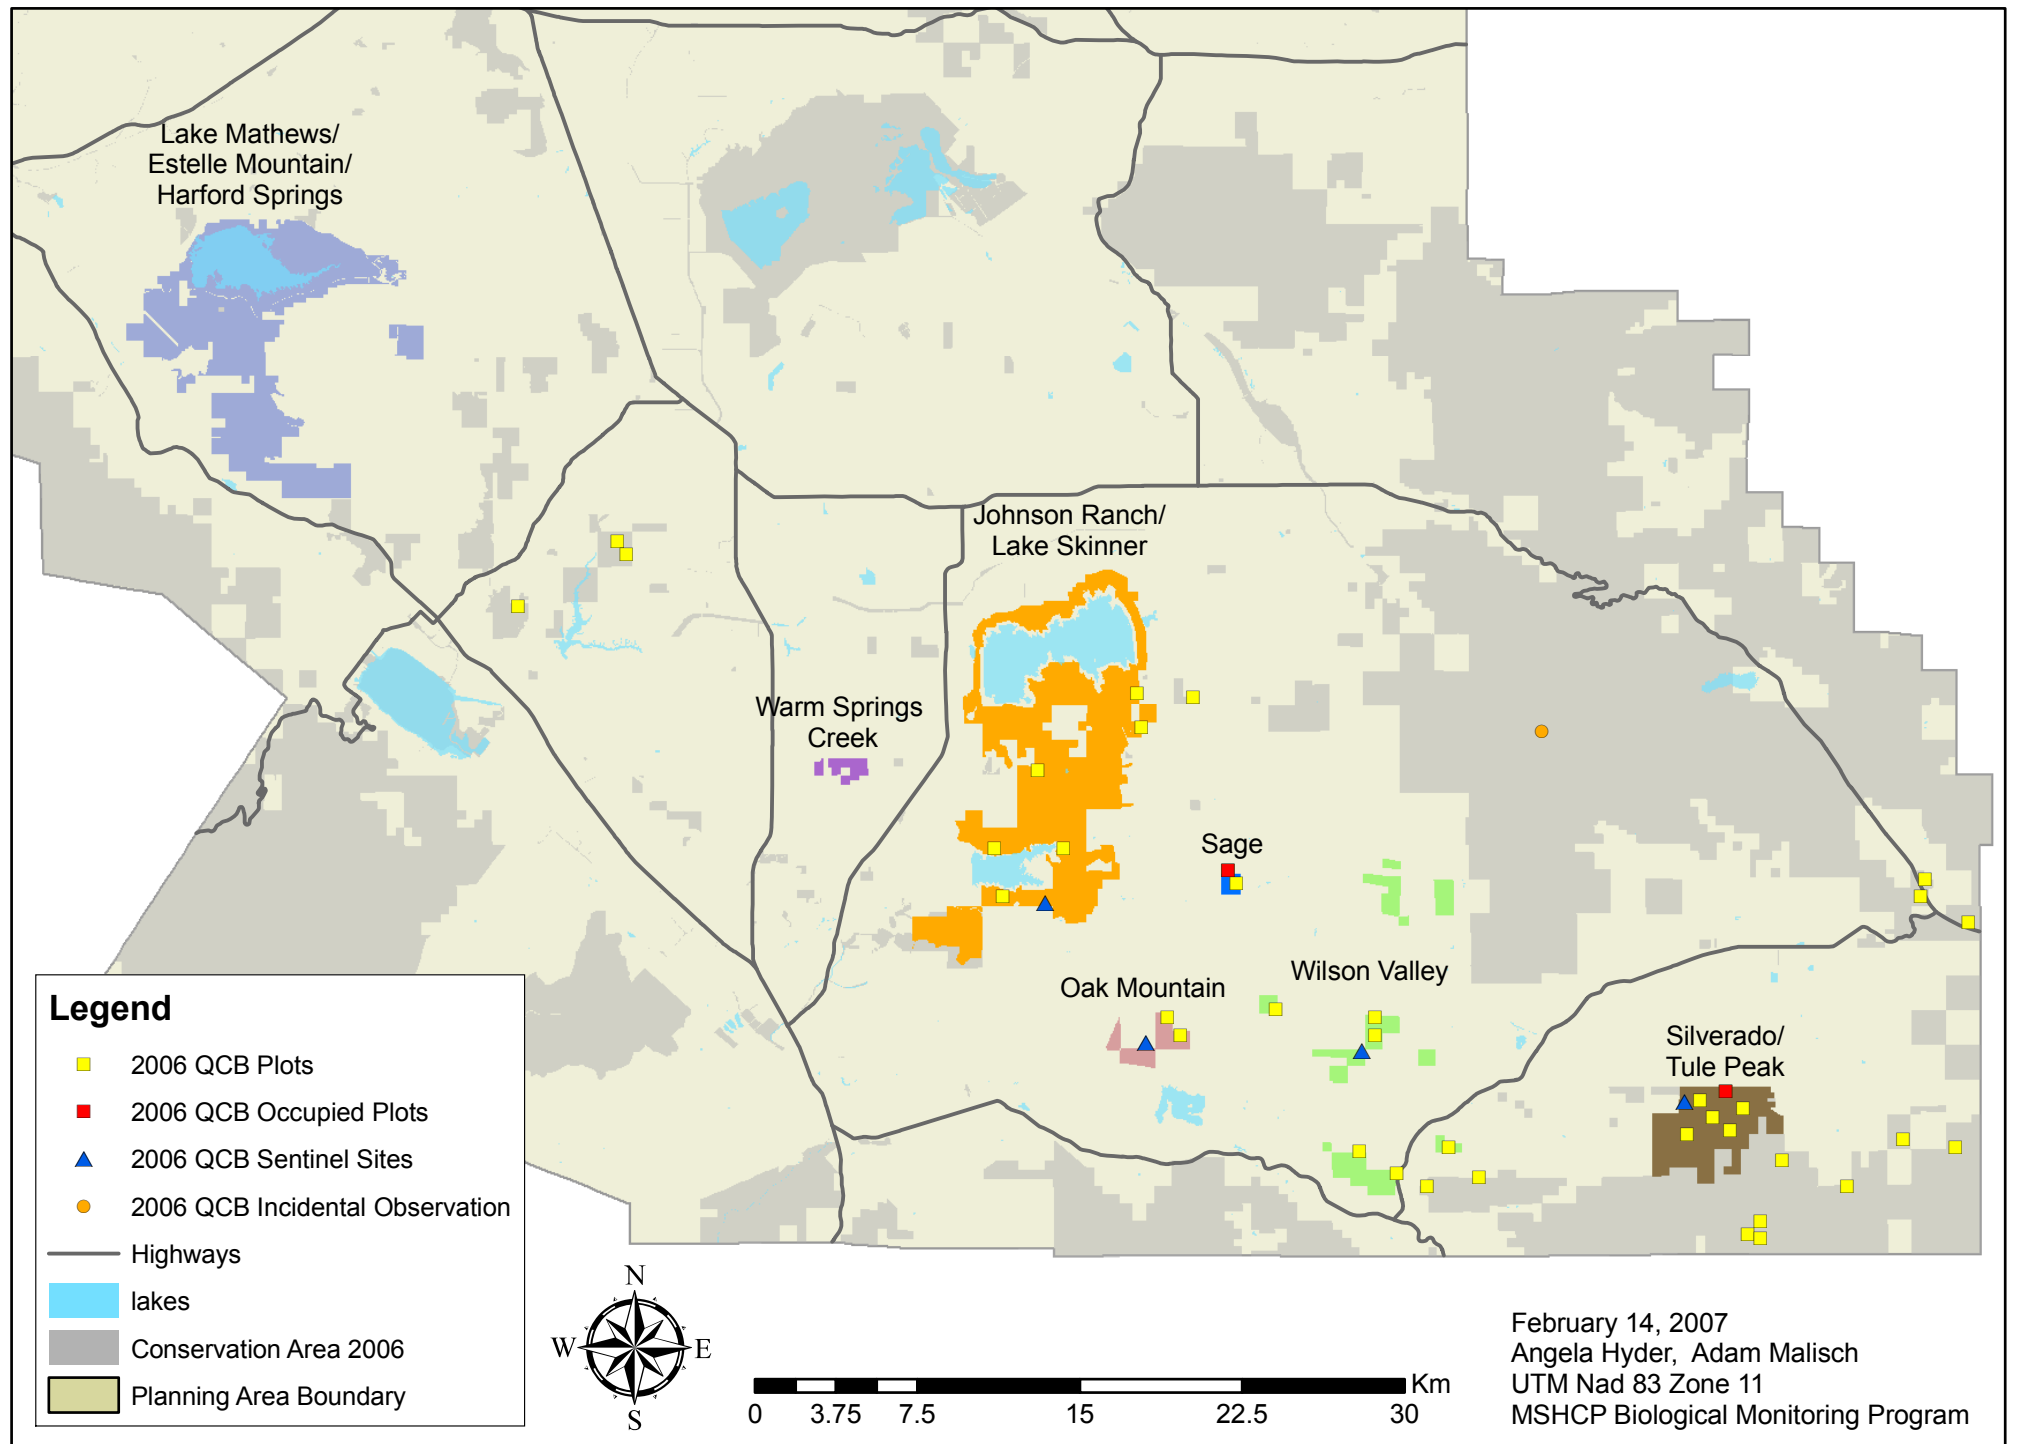 Lake Mathews/
Estelle Mountain/
Harford Springs
Johnson Ranch/
Lake Skinner
Warm Springs
Creek
Sage
Oak Mountain
Wilson Valley
Silverado/
Tule Peak
Legend
2006 QCB Plots
2006 QCB Occupied Plots
2006 QCB Sentinel Sites
2006 QCB Incidental Observation
Highways
lakes
Conservation Area 2006
Planning Area Boundary
N
W E
S
Km
0 3.75 7.5 15 22.5 30
February 14, 2007
Angela Hyder, Adam Malisch
UTM Nad 83 Zone 11
MSHCP Biological Monitoring Program